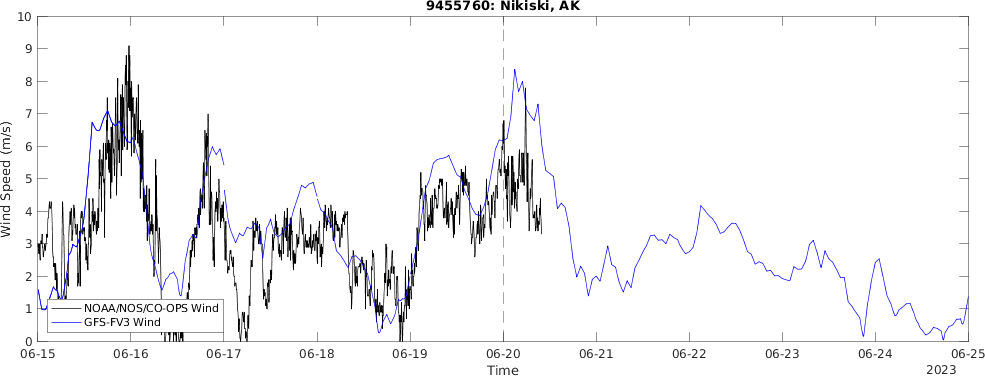 9455760: Nikiski, AK
Wind Speed (m/s)
10
9
8
7
6
5
4
3
2
1
0
NOAA/NOS/CO-OPS Wind
GFS-FV3 Wind
06-15 06-16 06-17 06-18 06-19 06-20 06-21 06-22 06-23 06-24 06-25
Time
2023